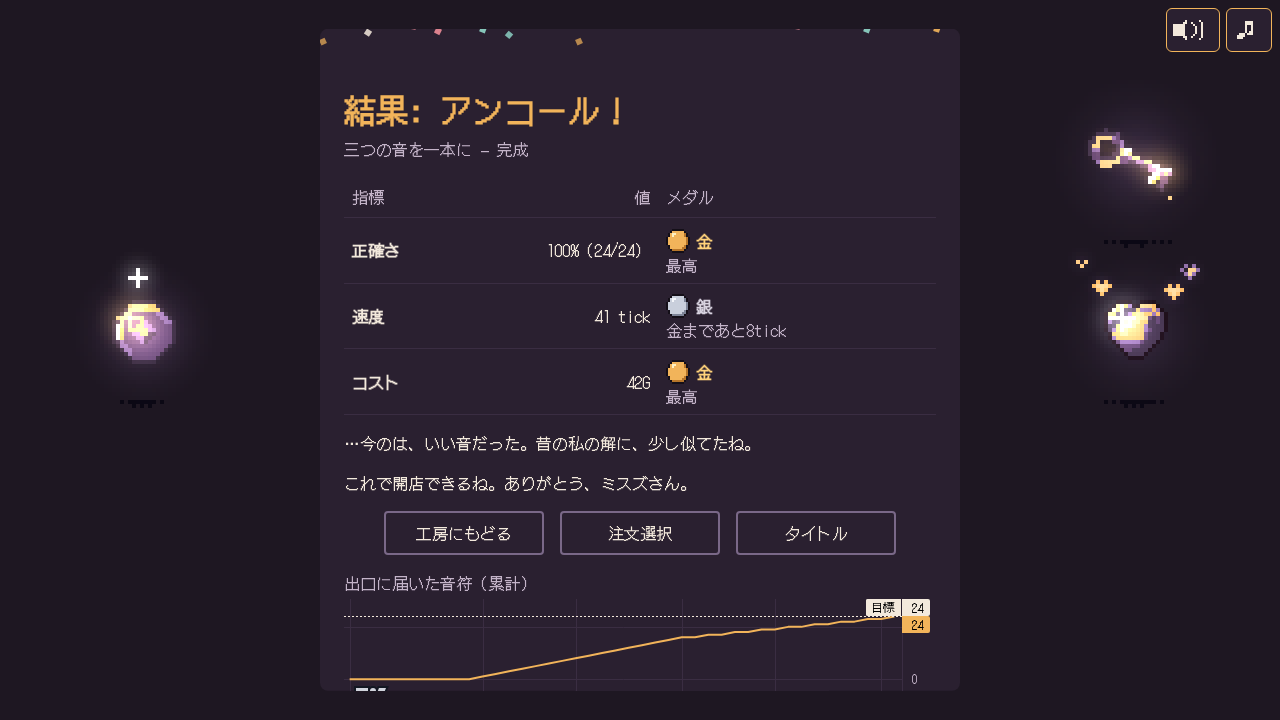 結果: アンコール！
三つの音を一本に – 完成
指標 値 メダル
正確さ 100% (24/24) 金
最高
速度 41 tick 銀
金まであと8tick
コスト 42G 金
最高
…今のは、いい音だった。昔の私の解に、少し似てたね。
これで開店できるね。ありがとう、ミスズさん。
工房にもどる 注文選択 タイトル
出口に届いた音符（累計）
目標 24
24
0